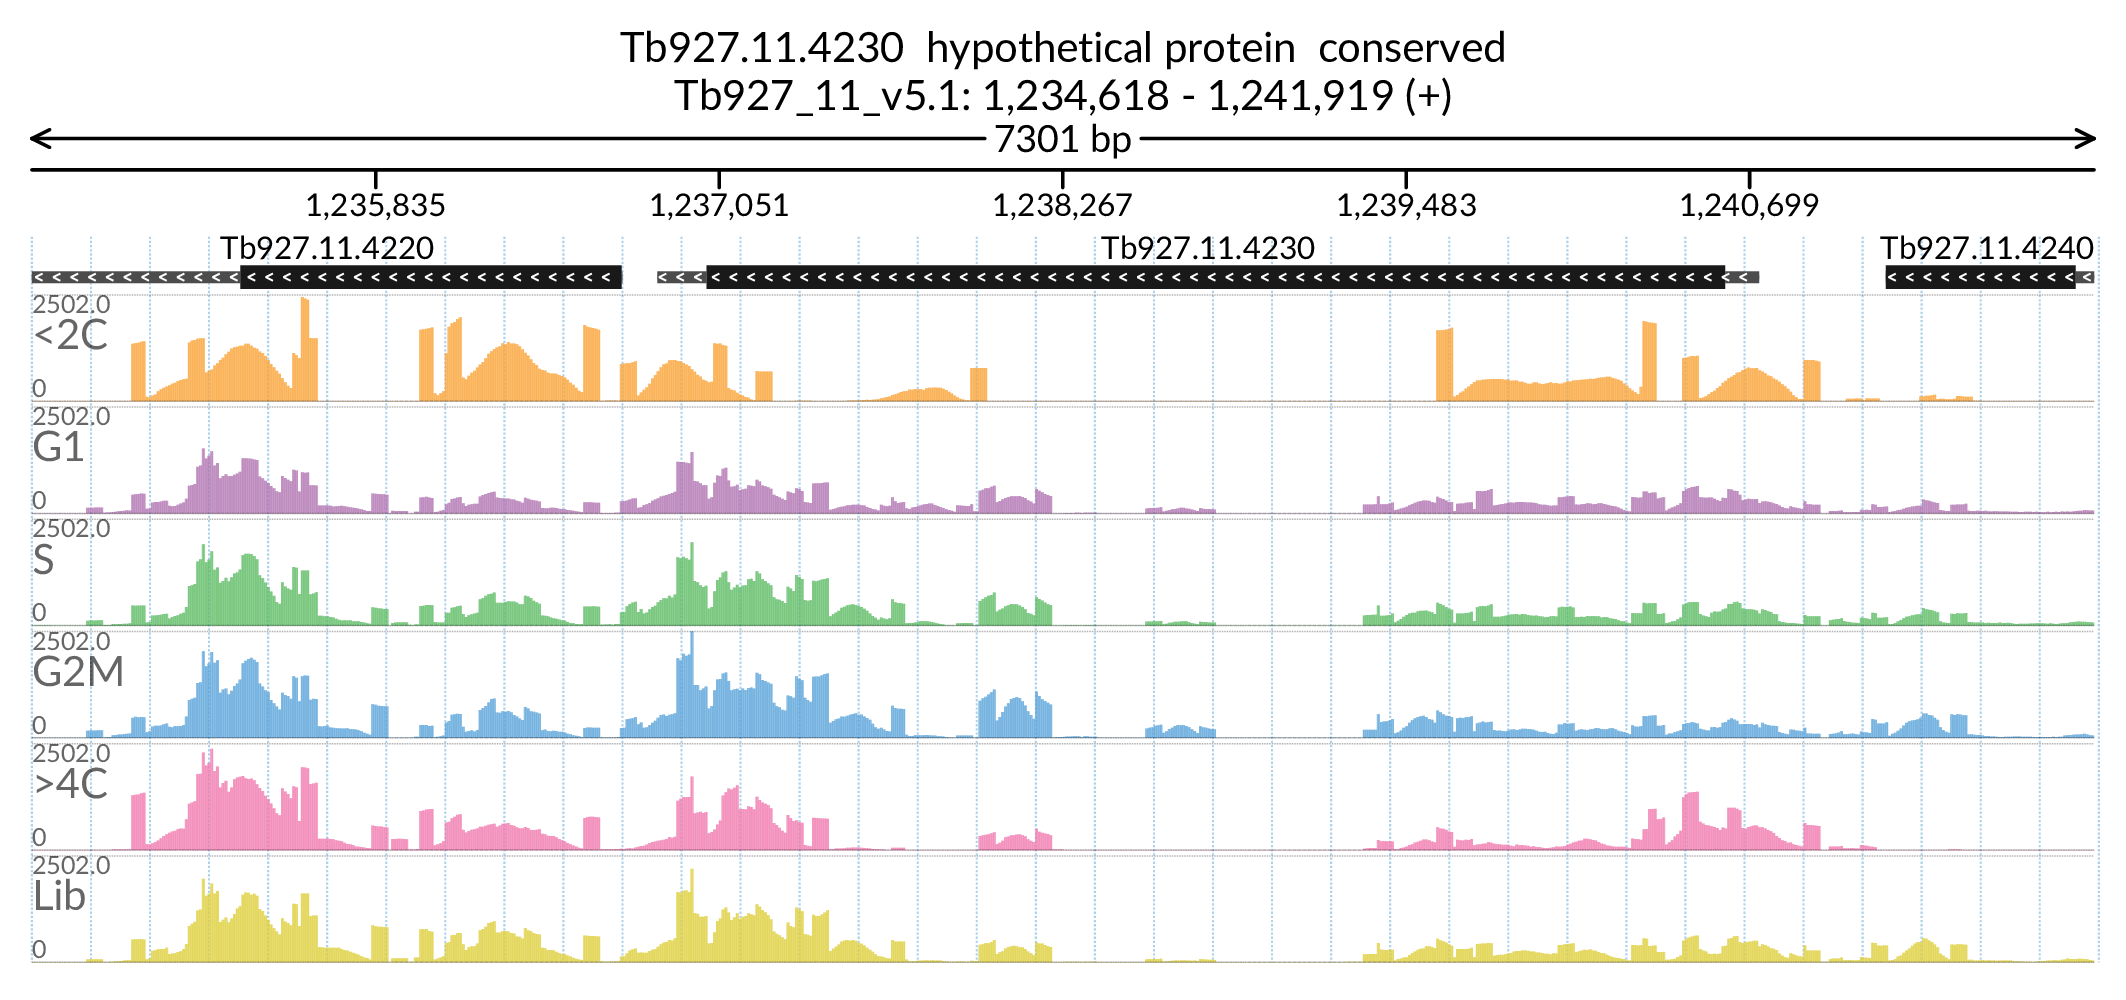 Tb927.11.4230  hypothetical protein  conserved
Tb927_11_v5.1: 1,234,618 - 1,241,919 (+)
7301 bp
1,235,835 1,237,051 1,238,267 1,239,483 1,240,699
Tb927.11.4220 Tb927.11.4230 Tb927.11.4240
2502.0
<2C
0
2502.0
G1
0
2502.0
S
0
2502.0
G2M
0
2502.0
>4C
0
2502.0
Lib
0